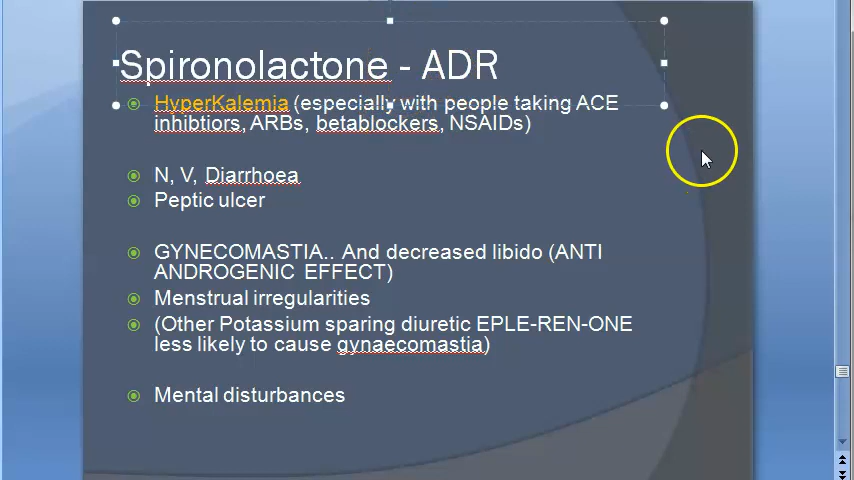 Spironolactone - ADR
HyperKalemia (especially with people taking ACE
inhibtiors, ARBs, betablockers, NSAIDs)
N, V, Diarrhoea
Peptic ulcer
GYNECOMASTIA.. And decreased libido (ANTI
ANDROGENIC EFFECT)
Menstrual irregularities
(Other Potassium sparing diuretic EPLE-REN-ONE
less likely to cause gynaecomastia)
Mental disturbances